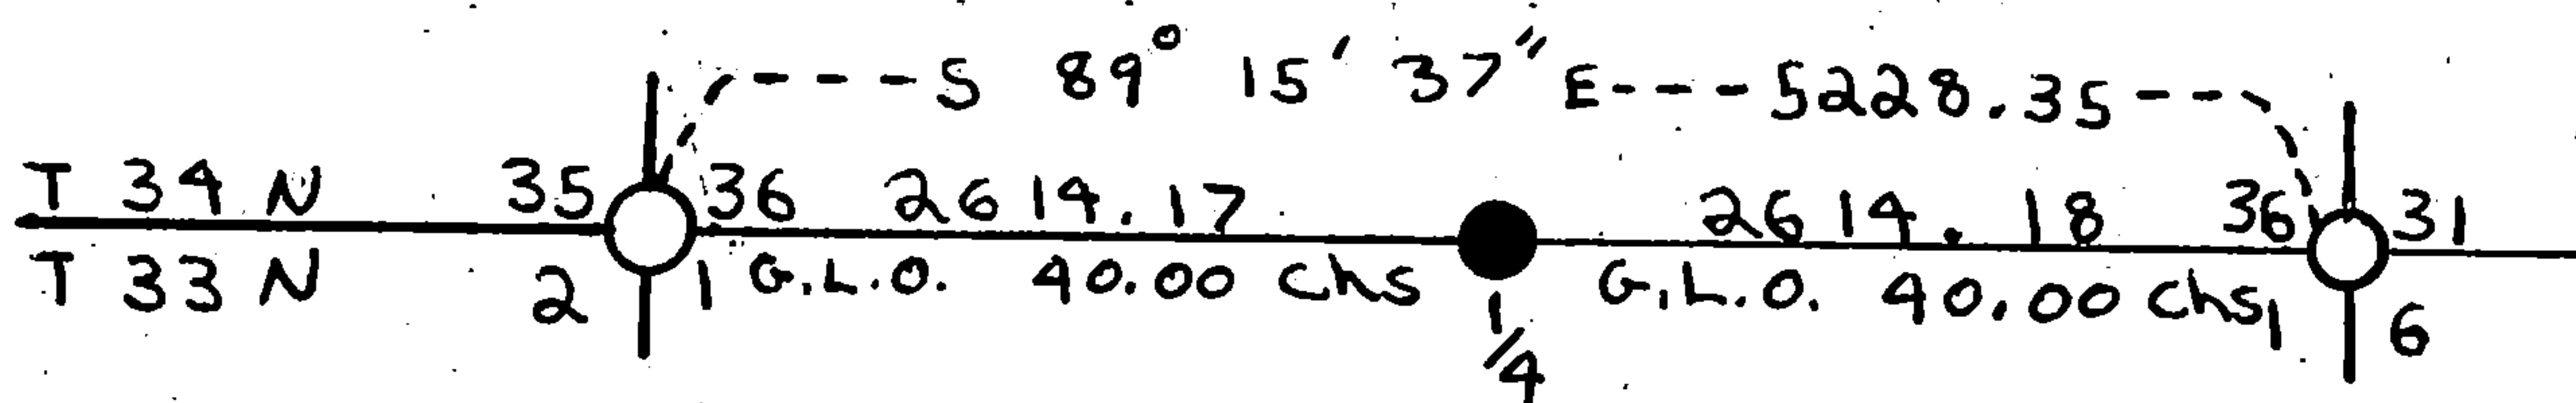 S 89° 15' 37" E 5228.35
T 34 N 35 36 2614.17 2614.18 36 31
T 33 N 2 1 G.L.O. 40.00 Chs G.L.O. 40.00 Chs 1 6
1/4